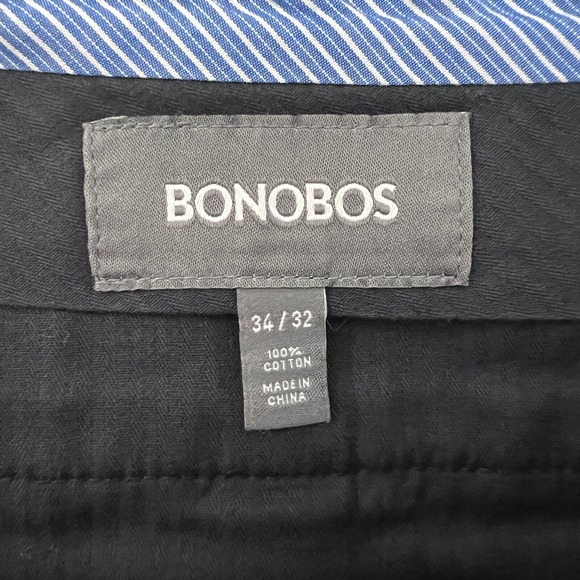 BONOBOS
34 / 32
100%
COTTON
MADE IN
CHINA